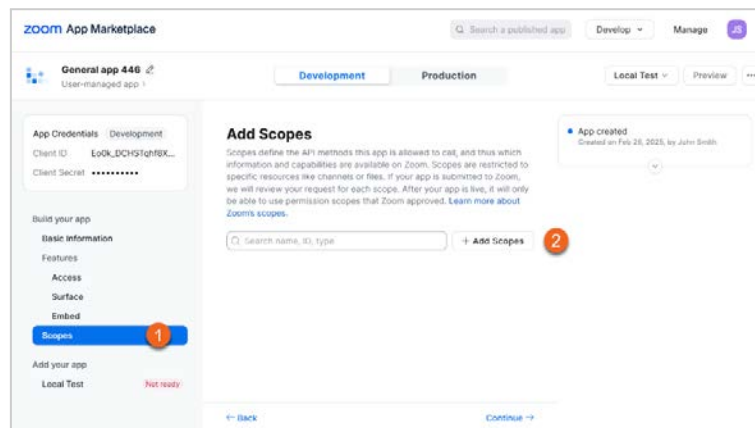 zoom App Marketplace
Search a published app
Develop
Manage
JS
General app 446
User-managed app
Development
Production
Local Test
Preview
App Credentials Development
Client ID
Client Secret ••••••••••
Build your app
Basic Information
Features
Access
Surface
Embed
Scopes
1
Add your app
Local Test Not ready
Add Scopes
Scopes define the API methods this app is allowed to call, and thus which
information and capabilities are available on Zoom. Scopes are restricted to
specific resources like channels or files. If your app is submitted to Zoom,
we will review your request for each scope. After your app is live, it will only
be able to use permission scopes that Zoom approved. Learn more about
Zoom's scopes.
Search name, ID, type
+ Add Scopes
2
← Back
Continue →
App created
Created on Feb 26, 2025, by John Smith